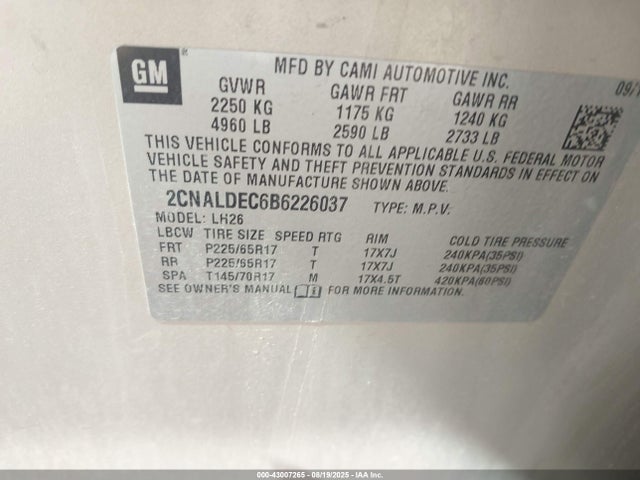 GM
MFD BY CAMI AUTOMOTIVE INC.
GVWR GAWR FRT GAWR RR
2250 KG 1175 KG 1240 KG
4960 LB 2590 LB 2733 LB
THIS VEHICLE CONFORMS TO ALL APPLICABLE U.S. FEDERAL MOTOR
VEHICLE SAFETY AND THEFT PREVENTION STANDARDS IN EFFECT ON
THE DATE OF MANUFACTURE SHOWN ABOVE.
2CNALDEC6B6226037 TYPE: M.P.V.
MODEL: LH26
LBCW TIRE SIZE SPEED RTG RIM COLD TIRE PRESSURE
FRT P225/65R17 T 17X7J 240KPA(35PSI)
RR P225/65R17 T 17X7J 240KPA(35PSI)
SPA T145/70R17 M 17X4.5T 420KPA(60PSI)
SEE OWNER'S MANUAL FOR MORE INFORMATION.
000-43007265 - 08/19/2025 - IAAI Inc. Copyright